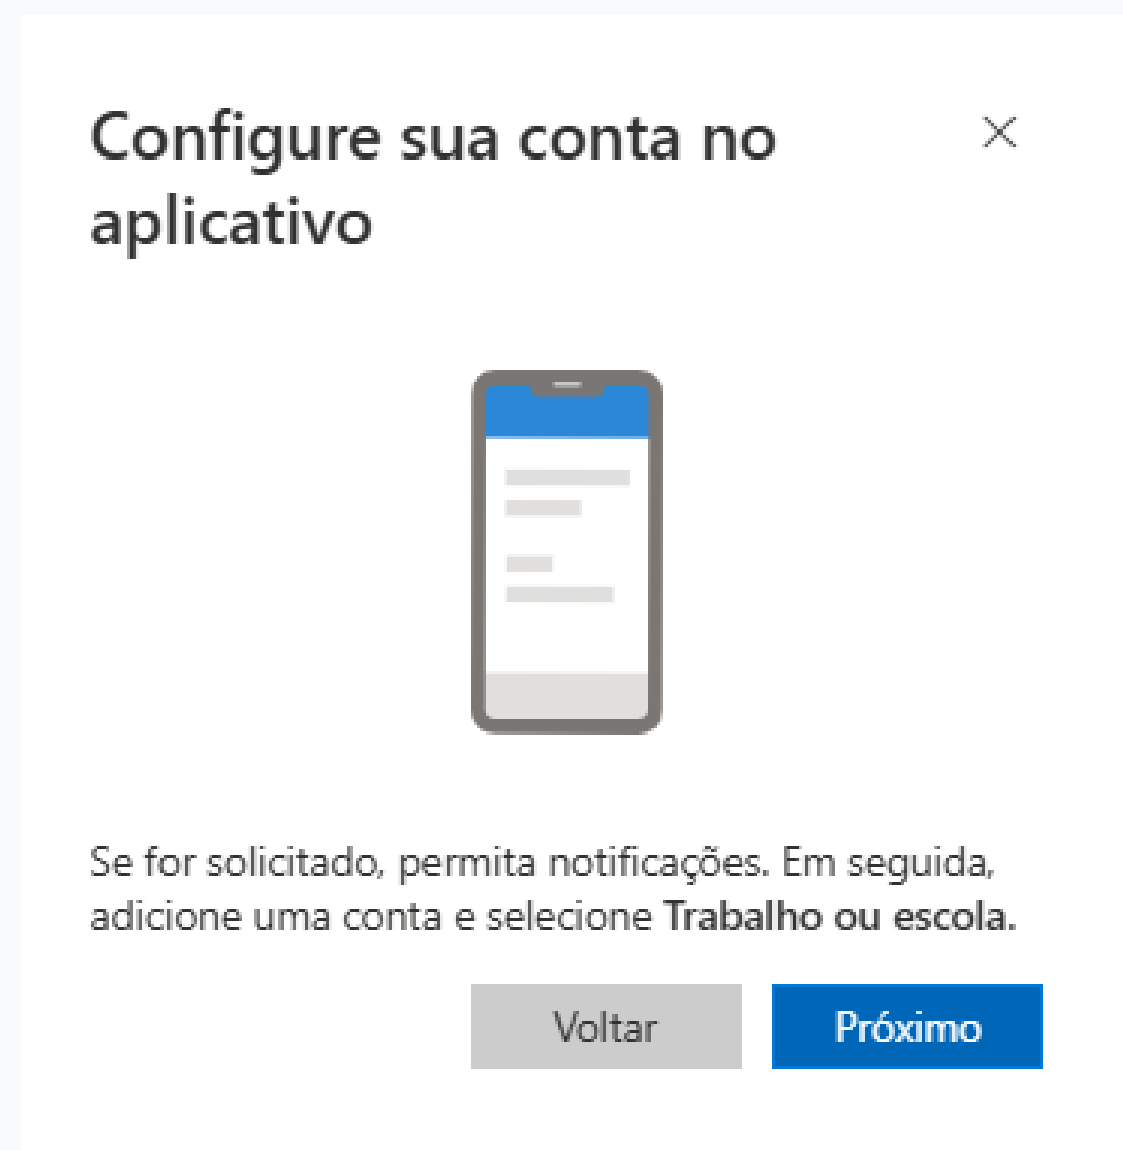 Configure sua conta no
aplicativo
Se for solicitado, permita notificações. Em seguida,
adicione uma conta e selecione Trabalho ou escola.
Voltar
Próximo